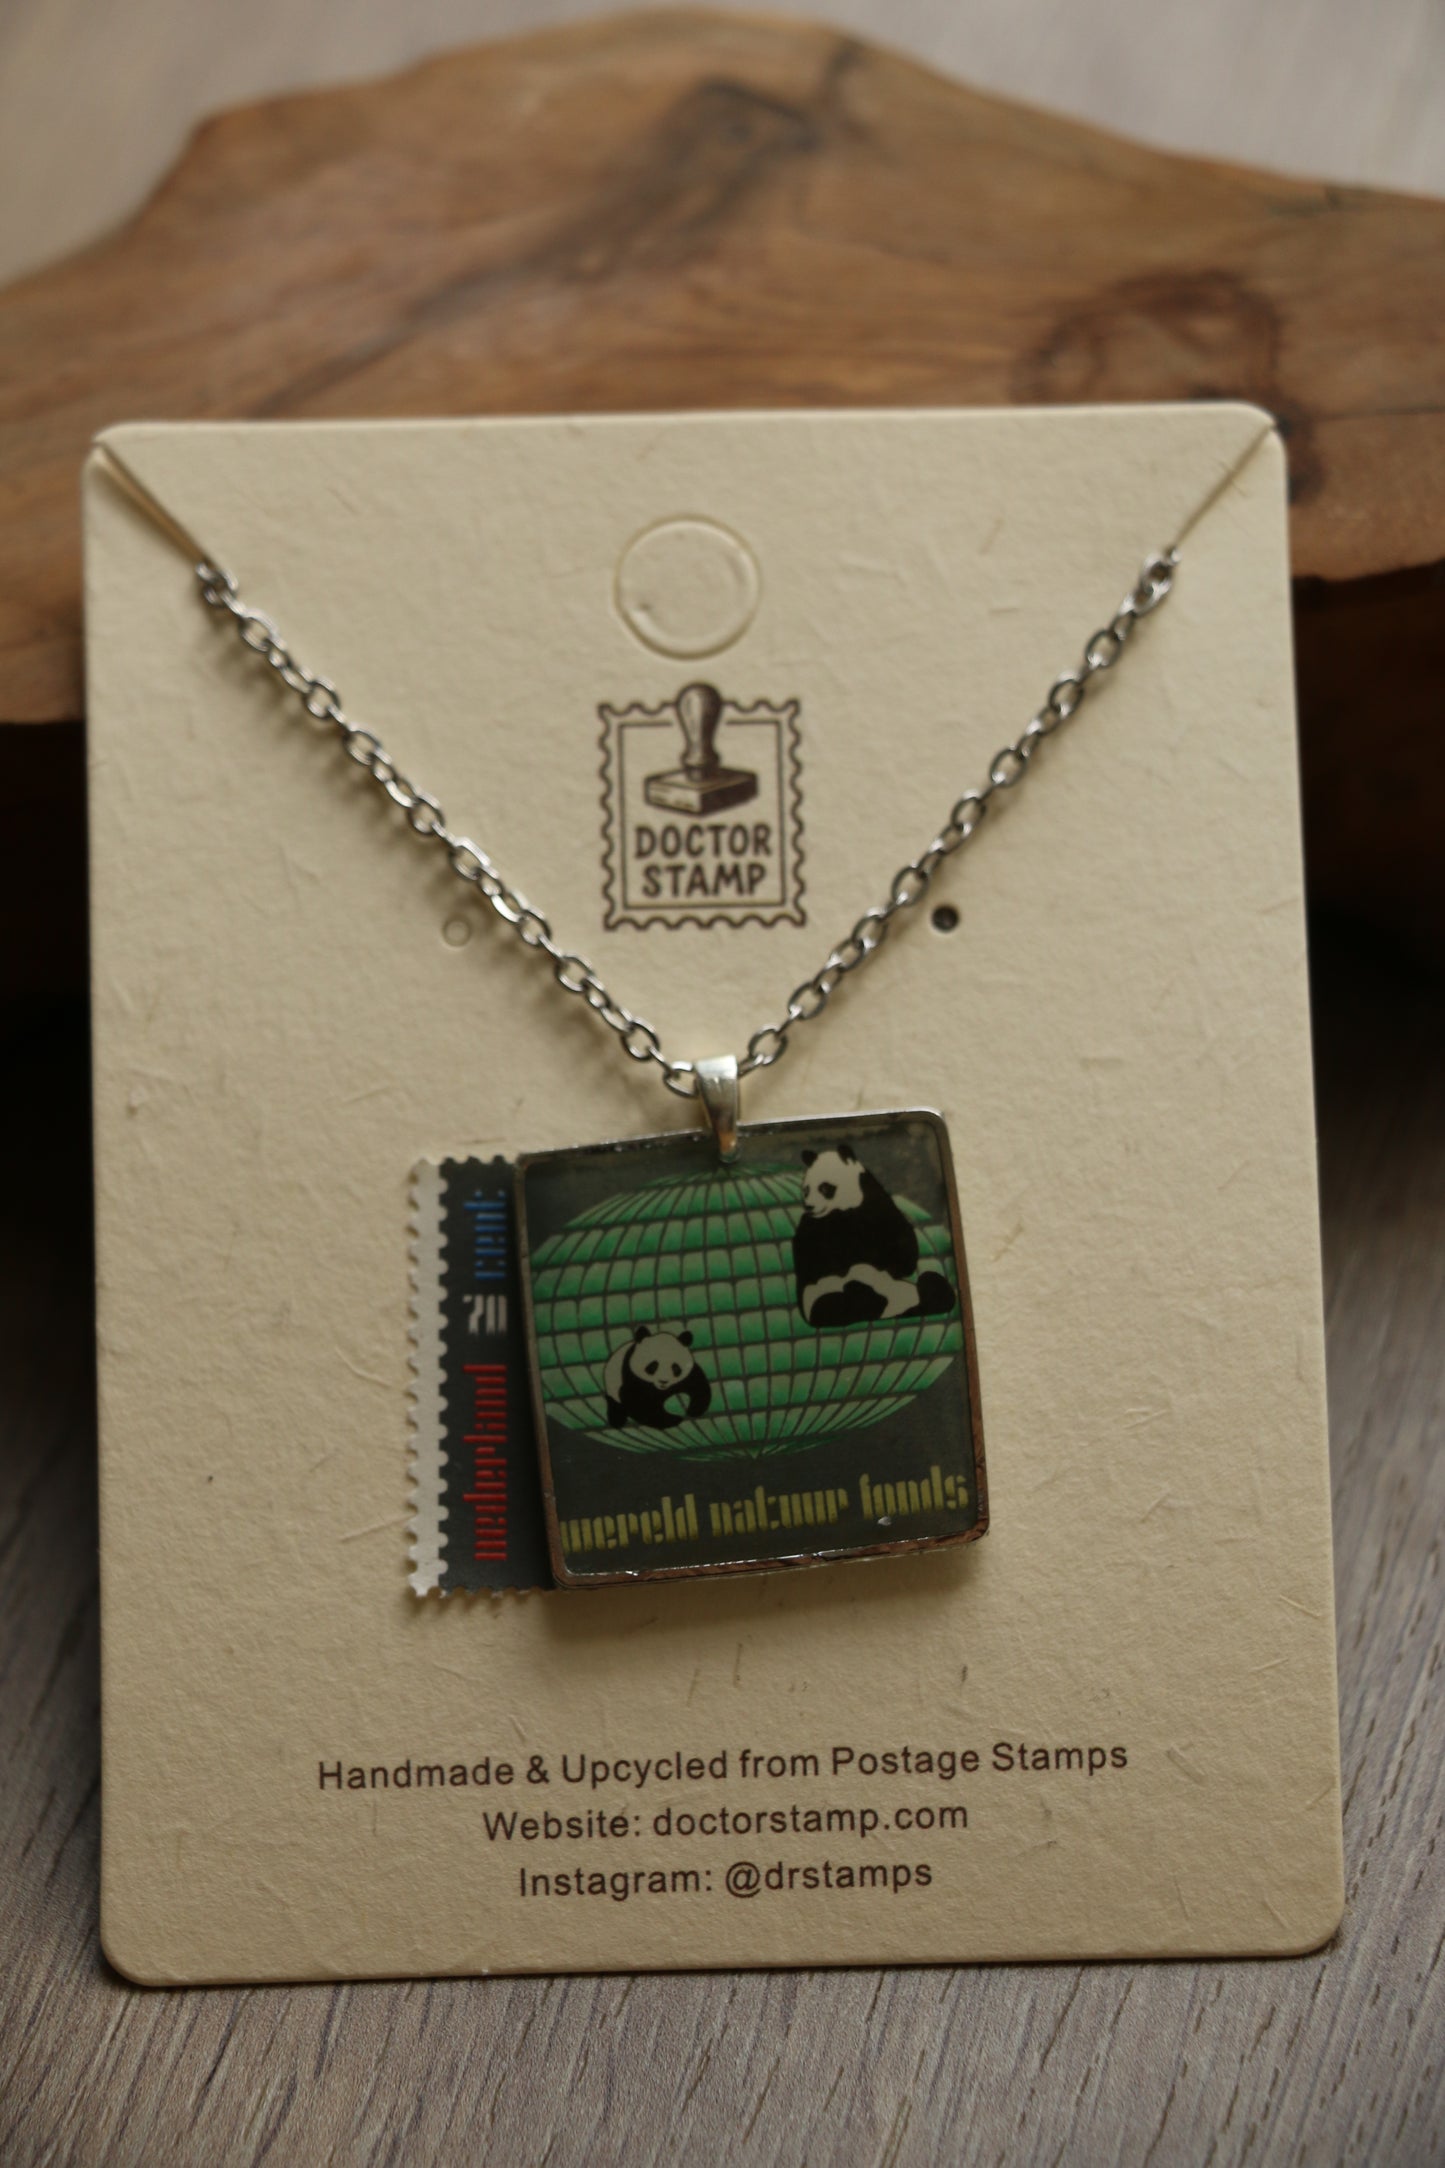 DOCTOR
STAMP
nederland 70 cent
wereld natuur fonds
Handmade & Upcycled from Postage Stamps
Website: doctorstamp.com
Instagram: @drstamps